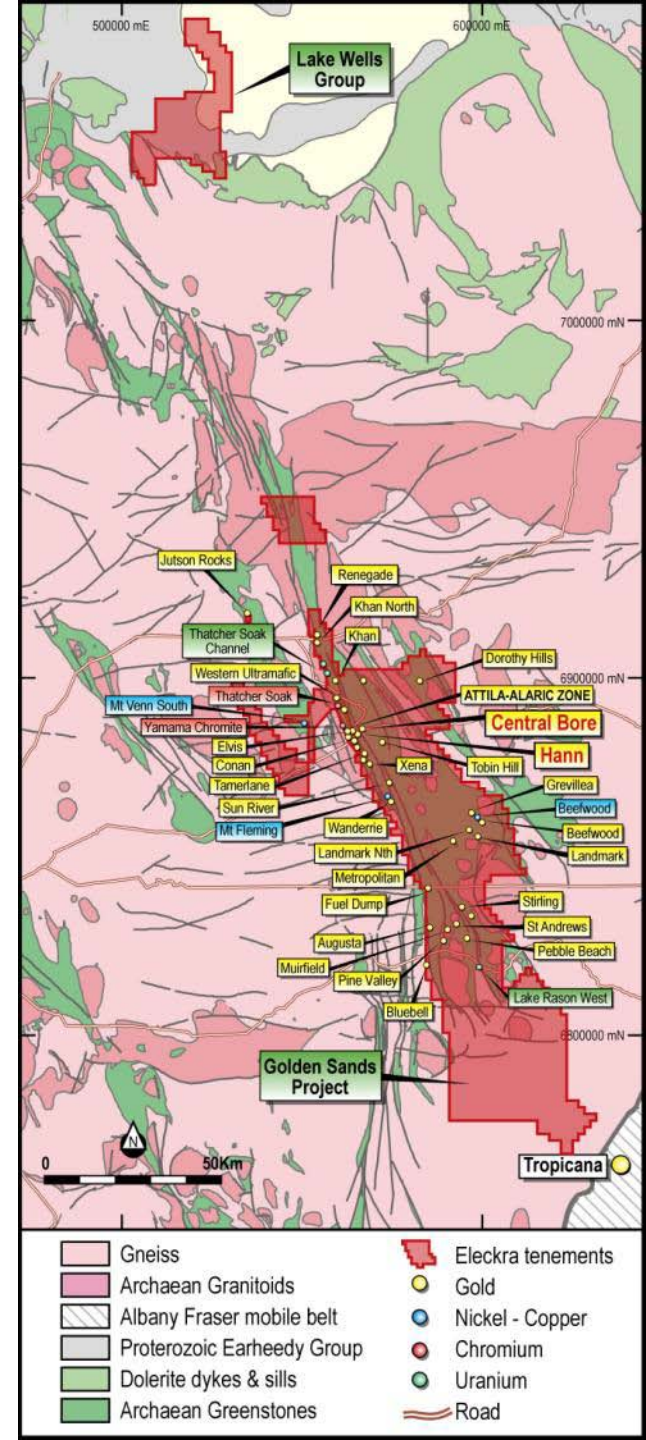 500000 mE
600000 mE
Lake Wells
Group
7000000 mN
Jutson Rocks
Renegade
Khan North
Thatcher Soak
Channel
Khan
Dorothy Hills
Western Ultramafic
6900000 mN
Thatcher Soak
ATTILA-ALARIC ZONE
Mt Venn South
Central Bore
Yamama Chromite
Elvis
Hann
Conan
Xena
Tobin Hill
Tamerlane
Grevillea
Sun River
Beefwood
Mt Fleming
Wanderrie
Beefwood
Landmark Nth
Landmark
Metropolitan
Fuel Dump
Stirling
Augusta
St Andrews
Muirfield
Pebble Beach
Pine Valley
Lake Rason West
Bluebell
6800000 mN
Golden Sands
Project
N
0
50Km
Tropicana
Gneiss
Archaean Granitoids
Albany Fraser mobile belt
Proterozoic Earheedy Group
Dolerite dykes & sills
Archaean Greenstones
Eleckra tenements
Gold
Nickel - Copper
Chromium
Uranium
Road